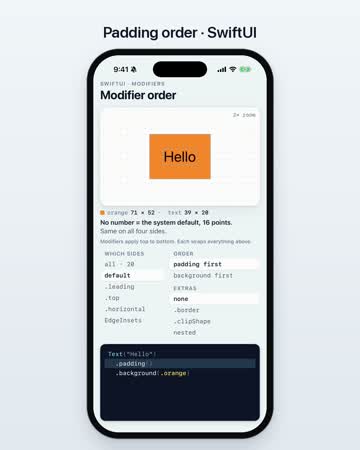 Padding order · SwiftUI
9:41
SWIFTUI · MODIFIERS
Modifier order
2× zoom
Hello
orange 71 × 52 · text 39 × 20
No number = the system default, 16 points.
Same on all four sides.
Modifiers apply top to bottom. Each wraps everything above.
WHICH SIDES
all · 20
default
.leading
.top
.horizontal
EdgeInsets
ORDER
padding first
background first
EXTRAS
none
.border
.clipShape
nested
Text("Hello")
.padding()
.background(.orange)